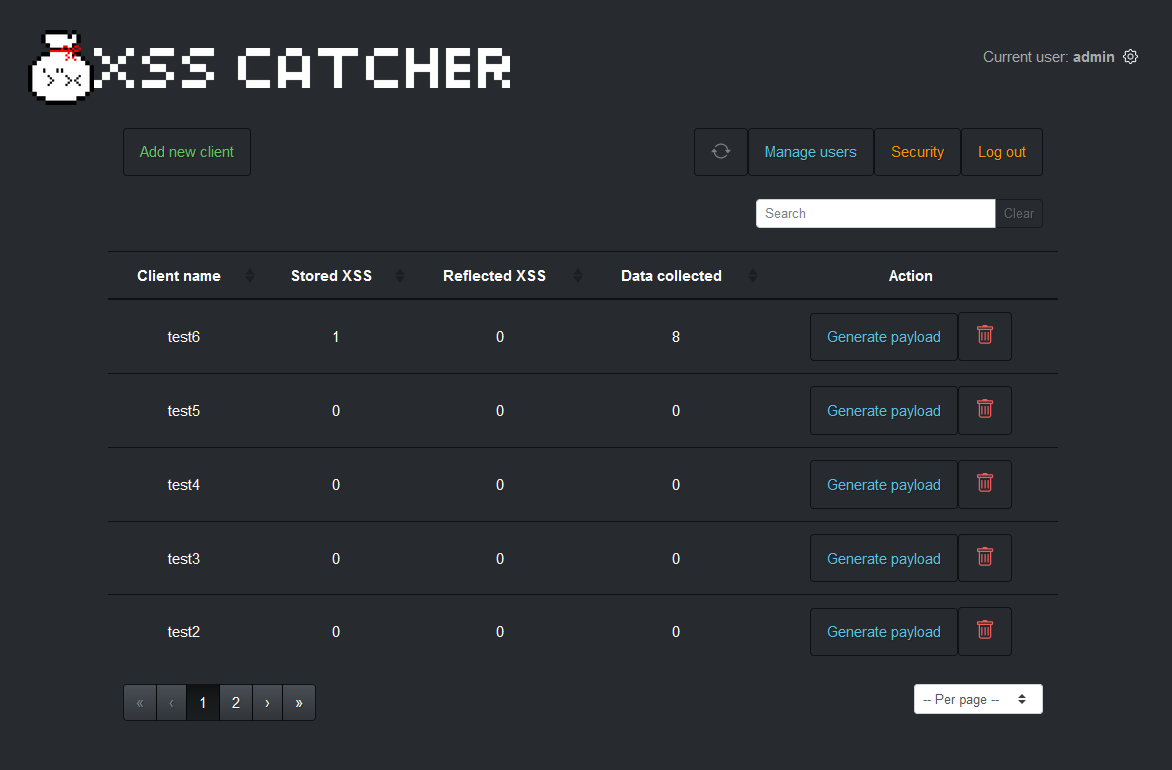 XSS CATCHER
Current user: admin
Add new client
Manage users
Security
Log out
Search
Clear
Client name Stored XSS Reflected XSS Data collected Action
test6 1 0 8 Generate payload
test5 0 0 0 Generate payload
test4 0 0 0 Generate payload
test3 0 0 0 Generate payload
test2 0 0 0 Generate payload
« ‹ 1 2 › »
-- Per page --